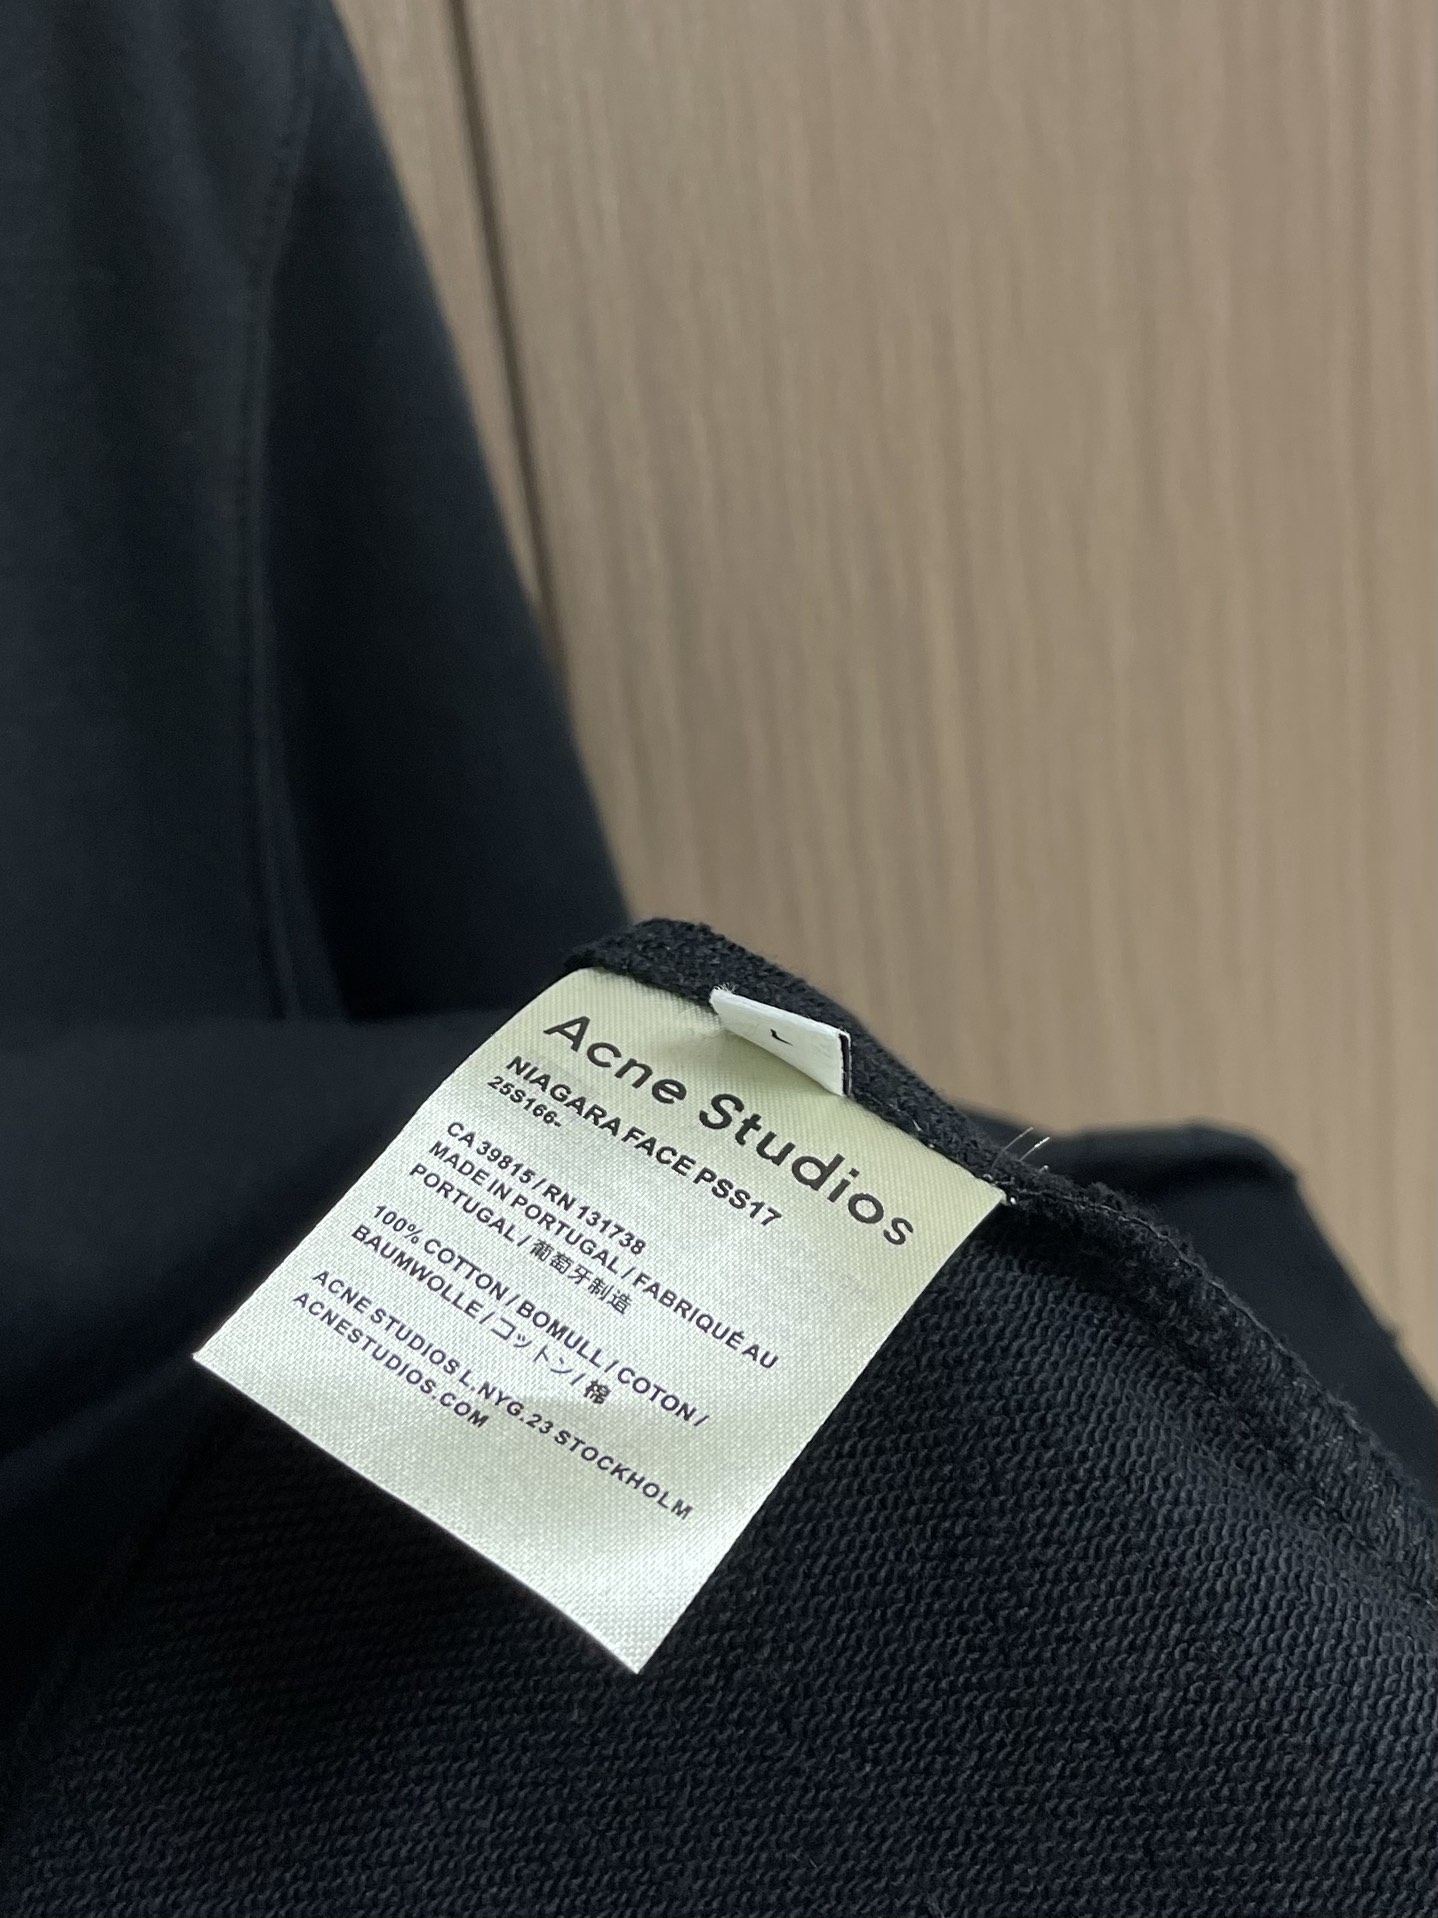 Acne Studios
NIAGARA FACE PSS17
25S166-
CA 39815 / RN 131738
MADE IN PORTUGAL / FABRIQUÉ AU
PORTUGAL / 葡萄牙制造
100% COTTON / BOMULL / COTON /
BAUMWOLLE / コットン / 棉
ACNE STUDIOS L.NYG.23 STOCKHOLM
ACNESTUDIOS.COM